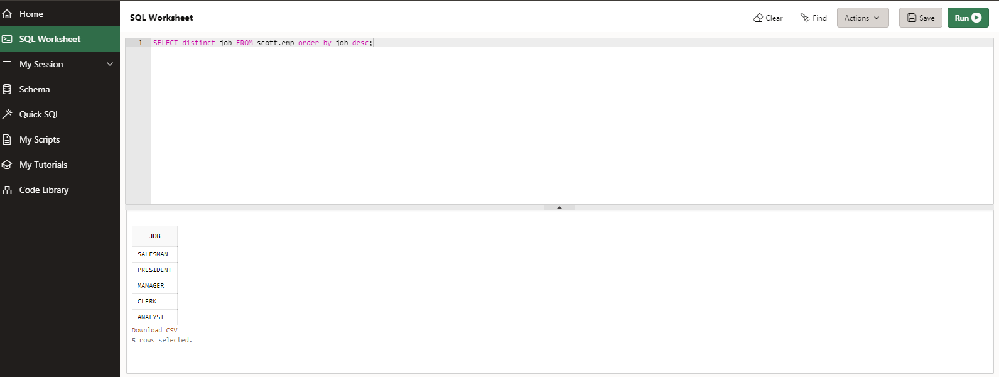 Home
SQL Worksheet
My Session
Schema
Quick SQL
My Scripts
My Tutorials
Code Library
SQL Worksheet
Clear
Find
Actions
Save
Run
1 SELECT distinct job FROM scott.emp order by job desc;
JOB
SALESMAN
PRESIDENT
MANAGER
CLERK
ANALYST
Download CSV
5 rows selected.